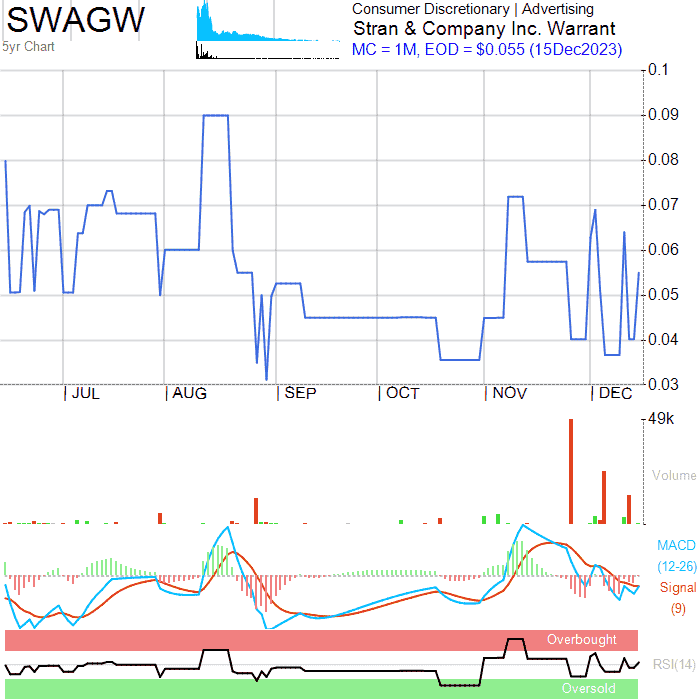 SWAGW
5yr Chart
Consumer Discretionary | Advertising
Stran & Company Inc. Warrant
MC = 1M, EOD = $0.055 (15Dec2023)
0.1
0.09
0.08
0.07
0.06
0.05
0.04
0.03
| JUL | AUG | SEP | OCT | NOV | DEC
49k
Volume
MACD
(12-26)
Signal
(9)
Overbought
RSI(14)
Oversold